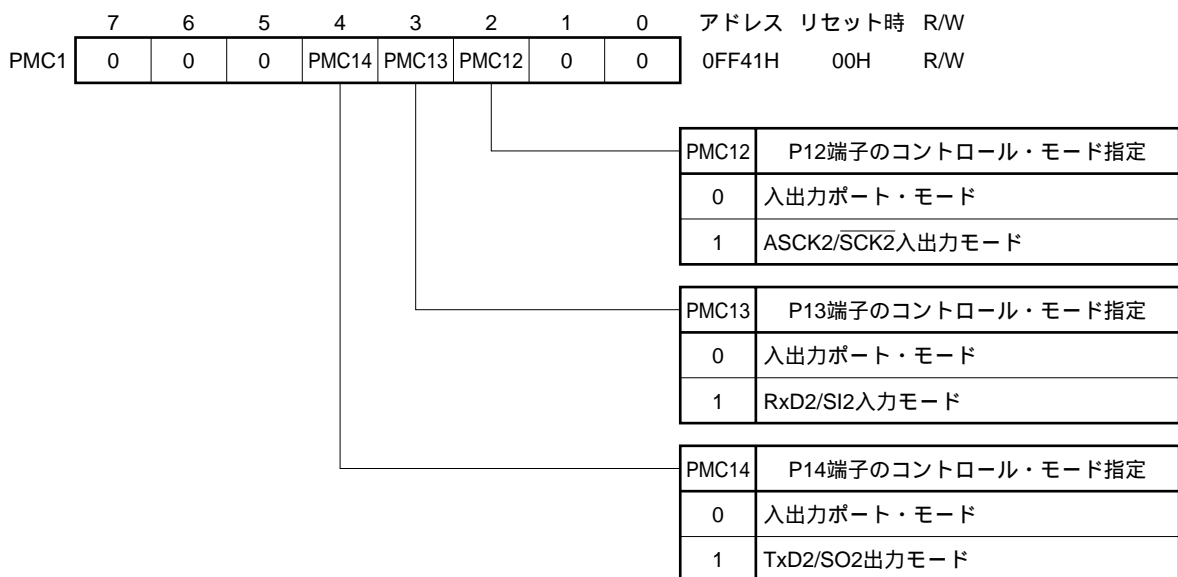 7 6 5 4 3 2 1 0 アドレス リセット時 R/W
PMC1 0 0 0 PMC14 PMC13 PMC12 0 0 0FF41H 00H R/W
PMC12 P12端子のコントロール・モード指定
0 入出力ポート・モード
1 ASCK2/S̅C̅K̅2̅入出力モード
PMC13 P13端子のコントロール・モード指定
0 入出力ポート・モード
1 RxD2/SI2入力モード
PMC14 P14端子のコントロール・モード指定
0 入出力ポート・モード
1 TxD2/SO2出力モード